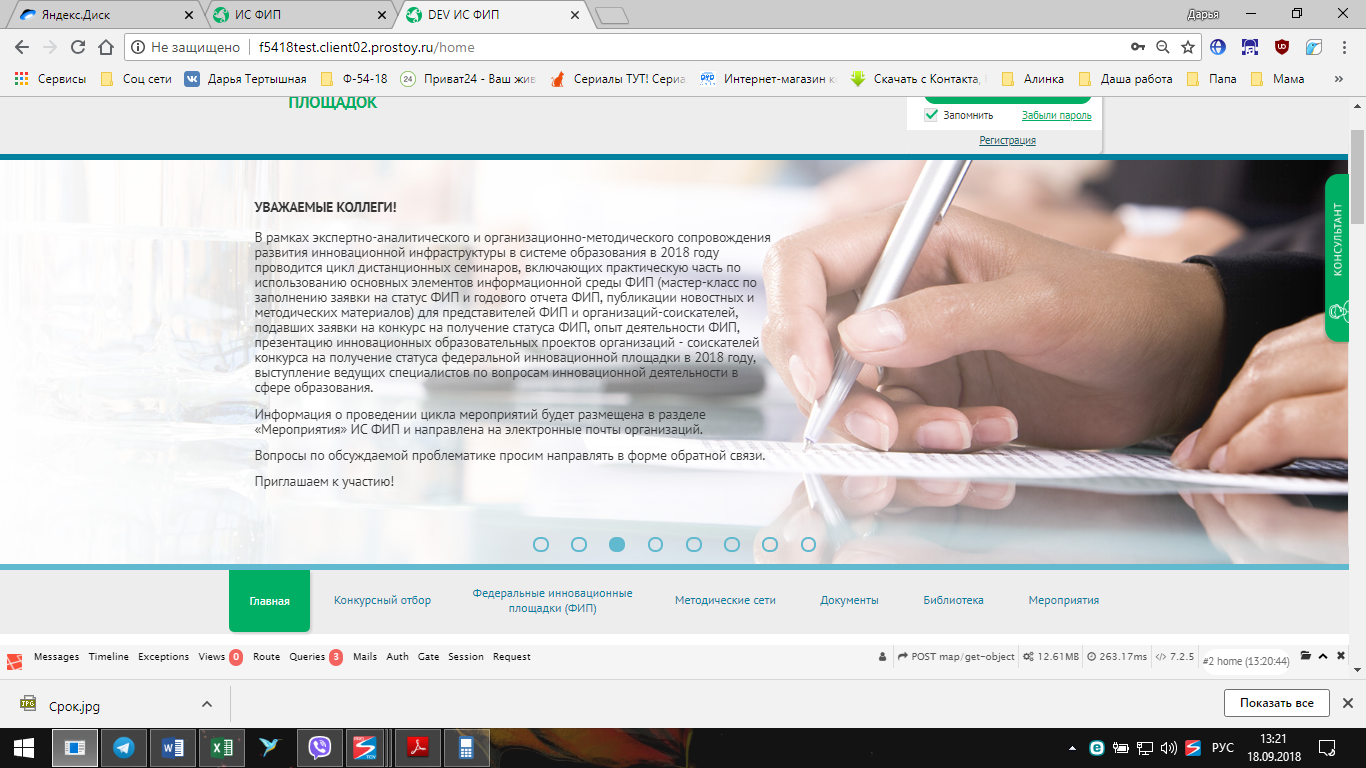 Яндекс.Диск
ИС ФИП
DEV ИС ФИП
Дарья
Не защищено
f5418test.client02.prostoy.ru/home
Сервисы
Соц сети
Дарья Тертышная
Ф-54-18
24
Приват24 - Ваш жив
Сериалы ТУТ! Сериа
Интернет-магазин к
Скачать с Контакта,
Алинка
Даша работа
Папа
Мама
»
ПЛОЩАДОК
Запомнить
Забыли пароль
Регистрация
КОНСУЛЬТАНТ
УВАЖАЕМЫЕ КОЛЛЕГИ!
В рамках экспертно-аналитического и организационно-методического сопровождения
развития инновационной инфраструктуры в системе образования в 2018 году
проводится цикл дистанционных семинаров, включающих практическую часть по
использованию основных элементов информационной среды ФИП (мастер-класс по
заполнению заявки на статус ФИП и годового отчета ФИП, публикации новостных и
методических материалов) для представителей ФИП и организаций-соискателей,
подавших заявки на конкурс на получение статуса ФИП, опыт деятельности ФИП,
презентацию инновационных образовательных проектов организаций - соискателей
конкурса на получение статуса федеральной инновационной площадки в 2018 году,
выступление ведущих специалистов по вопросам инновационной деятельности в
сфере образования.
Информация о проведении цикла мероприятий будет размещена в разделе
«Мероприятия» ИС ФИП и направлена на электронные почты организаций.
Вопросы по обсуждаемой проблематике просим направлять в форме обратной связи.
Приглашаем к участию!
Главная
Конкурсный отбор
Федеральные инновационные
площадки (ФИП)
Методические сети
Документы
Библиотека
Мероприятия
Messages Timeline Exceptions Views 0 Route Queries 3 Mails Auth Gate Session Request
POST map/get-object 12.61MB 263.17ms 7.2.5 #2 home (13:20:44)
Срок.jpg
Показать все
РУС
13:21
18.09.2018